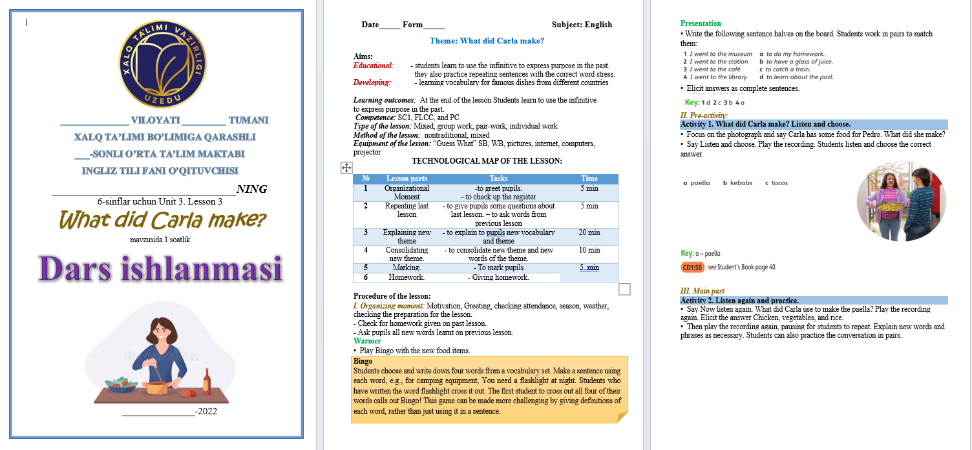 XALQ TALIMI VAZIRLIGI
UZEDU
____________ VILOYATI ________ TUMANI
XALQ TA'LIMI BO'LIMIGA QARASHLI
___-SONLI O'RTA TA'LIM MAKTABI
INGLIZ TILI FANI O'QITUVCHISI
____________________________NING
6-sinflar uchun Unit 3. Lesson 3
What did Carla make?
mavzusida 1 soatlik
Dars ishlanmasi
______________-2022
Date_____ Form_____ Subject: English
Theme: What did Carla make?
Aims:
Educational: - students learn to use the infinitive to express purpose in the past.
they also practice repeating sentences with the correct word stress.
Developing: - learning vocabulary for famous dishes from different countries
Learning outcomes: At the end of the lesson Students learn to use the infinitive
to express purpose in the past.
Competence: SC1, FLCC, and PC
Type of the lesson: Mixed, group work, pair-work, individual work
Method of the lesson: nontraditional, mixed
Equipment of the lesson: "Guess What" SB, WB, pictures, internet, computers,
projector
TECHNOLOGICAL MAP OF THE LESSON:
№ Lesson parts Tasks Time
1 Organizational -to greet pupils. 5 min
Moment - to check up the register
2 Repeating last - to give pupils some questions about 5 min
lesson last lesson. – to ask words from
previous lesson
3 Explaining new - to explain to pupils new vocabulary 20 min
theme and theme
4 Consolidating - to consolidate new theme and new 10 min
new theme. words of the theme.
5 Marking. - To mark pupils 5 min
6 Homework. - Giving homework.
Procedure of the lesson:
I. Organizing moment: Motivation, Greeting, checking attendance, season, weather,
checking the preparation for the lesson.
- Check for homework given on past lesson.
- Ask pupils all new words learnt on previous lesson.
Warmer
• Play Bingo with the new food items.
Bingo
Students choose and write down four words from a vocabulary set. Make a sentence using
each word, e.g., for camping equipment, You need a flashlight at night. Students who
have written the word flashlight cross it out. The first student to cross out all four of their
words calls out Bingo! This game can be made more challenging by giving definitions of
each word, rather than just using it in a sentence.
Presentation
• Write the following sentence halves on the board. Students work in pairs to match
them:
1 I went to the museum a to do my homework.
2 I went to the station b to have a glass of juice.
3 I went to the café c to catch a train.
4 I went to the library d to learn about the past.
• Elicit answers as complete sentences.
Key: 1 d 2 c 3 b 4 a
II. Pre-activity:
Activity 1. What did Carla make? Listen and choose.
• Focus on the photograph and say Carla has some food for Pedro. What did she make?
• Say Listen and choose. Play the recording. Students listen and choose the correct
answer.
a paella b kebabs c tacos
Key: a – paella
CD1:50 : see Student's Book page 40
III. Main part
Activity 2. Listen again and practice.
• Say Now listen again. What did Carla use to make the paella? Play the recording
again. Elicit the answer Chicken, vegetables, and rice.
• Then play the recording again, pausing for students to repeat. Explain new words and
phrases as necessary. Students can also practice the conversation in pairs.